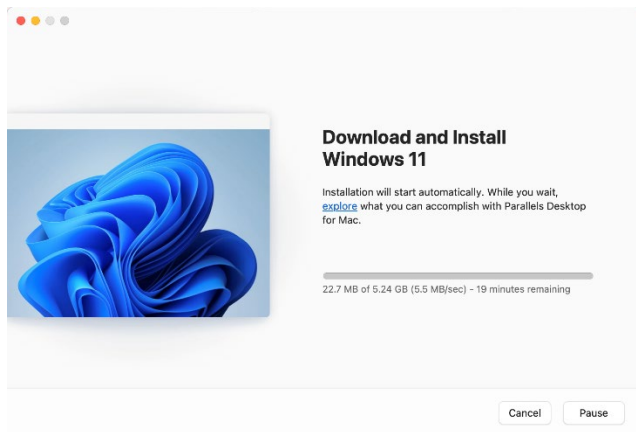 Download and Install
Windows 11
Installation will start automatically. While you wait,
explore what you can accomplish with Parallels Desktop
for Mac.
22.7 MB of 5.24 GB (5.5 MB/sec) - 19 minutes remaining
Cancel
Pause